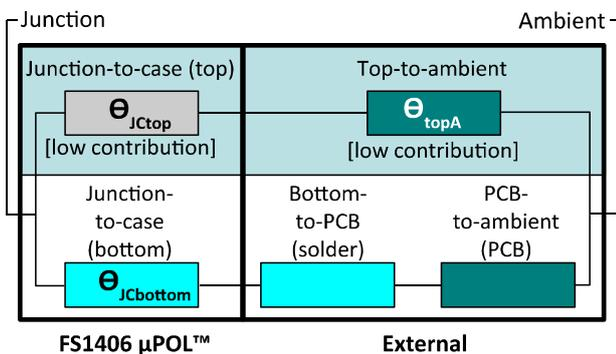 Junction
Ambient
Junction-to-case (top)
Top-to-ambient
ΘJCtop
ΘtopA
[low contribution]
[low contribution]
Junction-
to-case
(bottom)
Bottom-
to-PCB
(solder)
PCB-
to-ambient
(PCB)
ΘJCbottom
FS1406 µPOL™
External